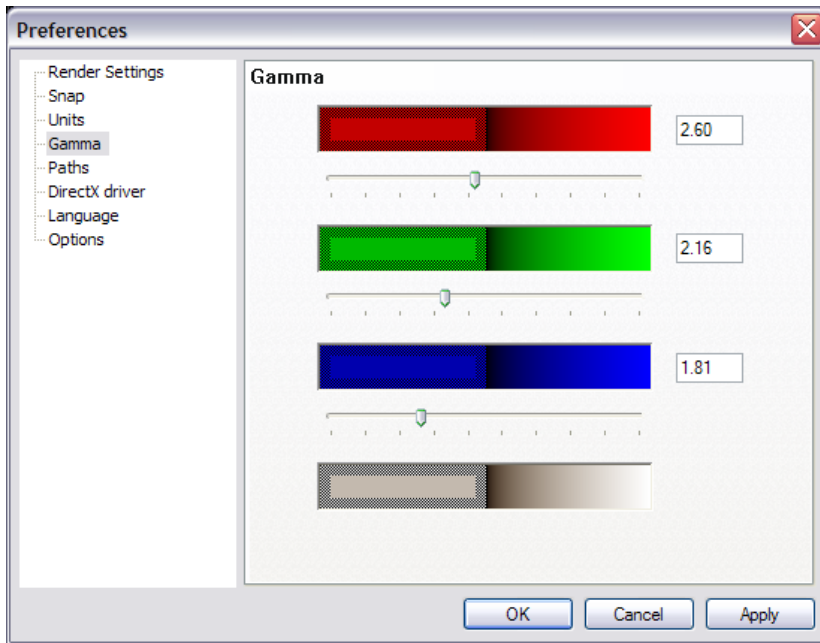 Preferences
Render Settings
Snap
Units
Gamma
Paths
DirectX driver
Language
Options
Gamma
2.60
2.16
1.81
OK Cancel Apply